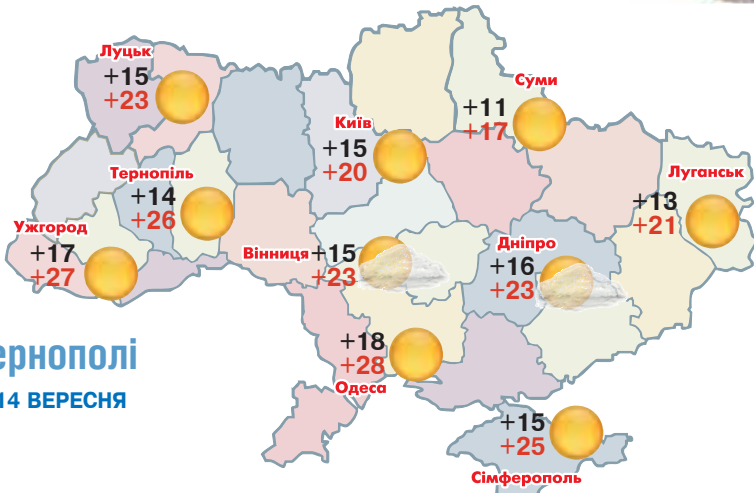 Луцьк
+15
+23
Суми
+11
+17
Київ
+15
+20
Тернопіль
+14
+26
Луганськ
+13
+21
Ужгород
+17
+27
Вінниця +15
+23
Дніпро
+16
+23
+18
+28
Одеса
+15
+25
Сімферополь
ернополі
14 ВЕРЕСНЯ